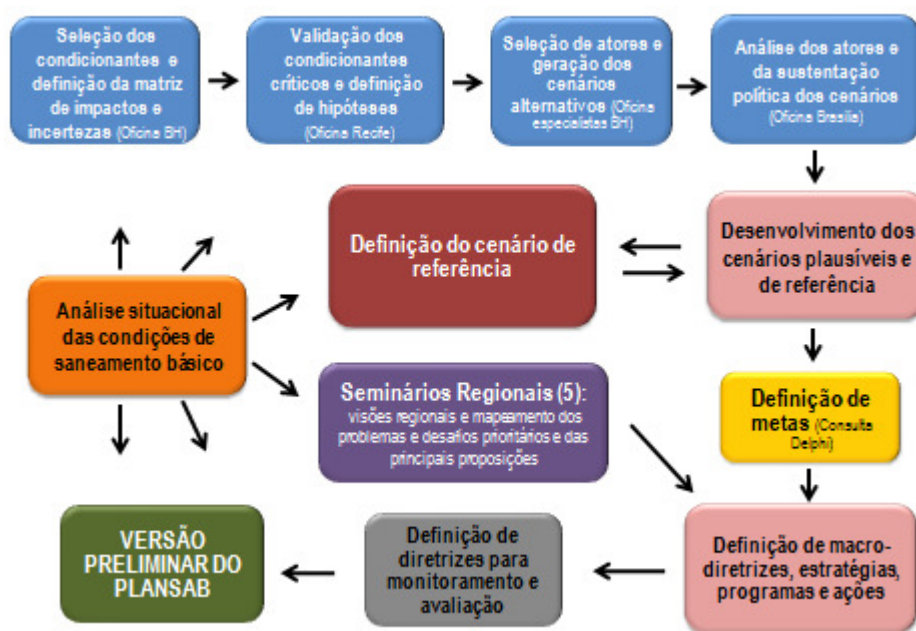 Seleção dos
condicionantes e
definição da matriz
de impactos e
incertezas (Oficina BH)
Validação dos
condicionantes
críticos e definição
de hipóteses
(Oficina Recife)
Seleção de atores e
geração dos
cenários
alternativos (Oficina
especialistas BH)
Análise dos atores e
da sustentação
política dos cenários
(Oficina Brasília)
Definição do cenário de
referência
Desenvolvimento dos
cenários plausíveis e
de referência
Análise situacional
das condições de
saneamento básico
Seminários Regionais (5):
visões regionais e mapeamento dos
problemas e desafios prioritários e das
principais proposições
Definição de
metas (Consulta
Delphi)
VERSÃO
PRELIMINAR DO
PLANSAB
Definição de
diretrizes para
monitoramento e
avaliação
Definição de macro-
diretrizes, estratégias,
programas e ações